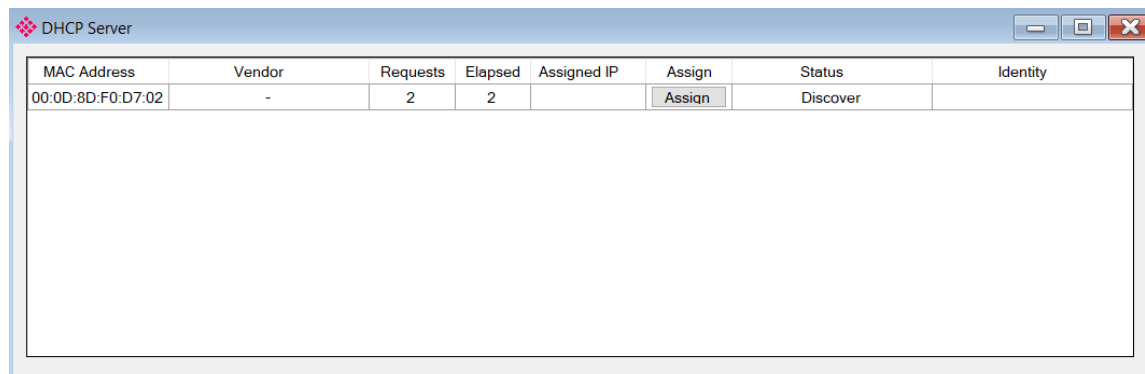 DHCP Server
MAC Address Vendor Requests Elapsed Assigned IP Assign Status Identity
00:0D:8D:F0:D7:02 - 2 2 Assign Discover